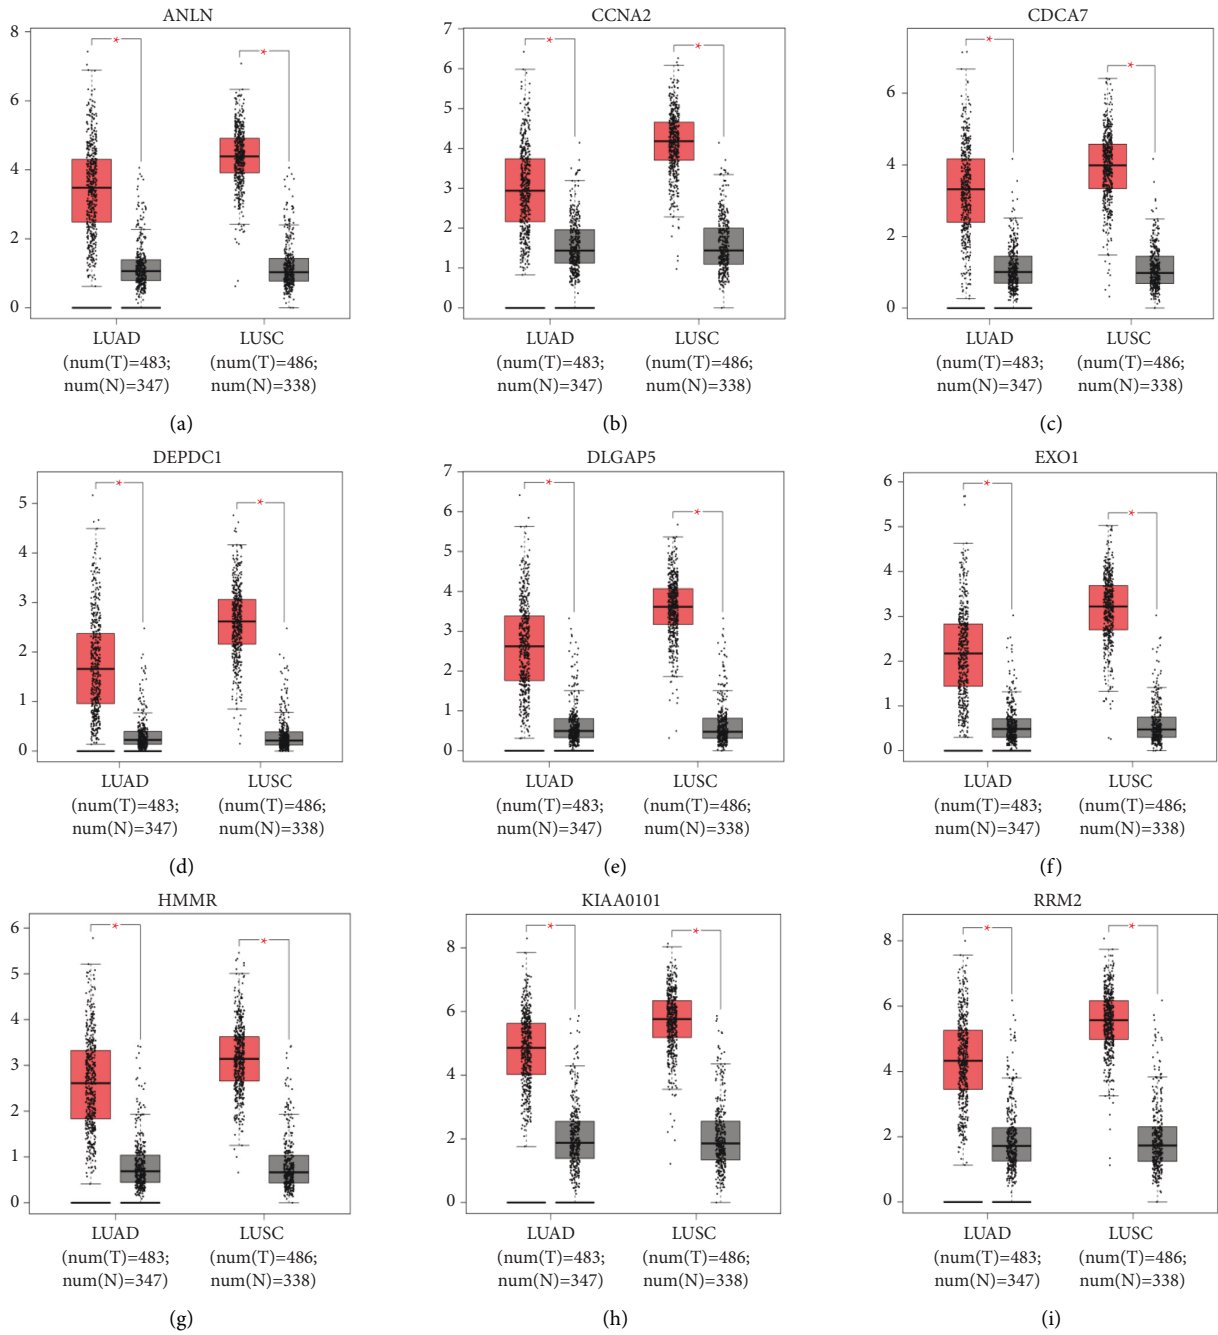 ANLN
8
6
4
2
0
LUAD
(num(T)=483;
num(N)=347)
LUSC
(num(T)=486;
num(N)=338)
(a)
CCNA2
7
6
5
4
3
2
1
0
LUAD
(num(T)=483;
num(N)=347)
LUSC
(num(T)=486;
num(N)=338)
(b)
CDCA7
6
4
2
0
LUAD
(num(T)=483;
num(N)=347)
LUSC
(num(T)=486;
num(N)=338)
(c)
DEPDC1
5
4
3
2
1
0
LUAD
(num(T)=483;
num(N)=347)
LUSC
(num(T)=486;
num(N)=338)
(d)
DLGAP5
7
6
5
4
3
2
1
0
LUAD
(num(T)=483;
num(N)=347)
LUSC
(num(T)=486;
num(N)=338)
(e)
EXO1
6
5
4
3
2
1
0
LUAD
(num(T)=483;
num(N)=347)
LUSC
(num(T)=486;
num(N)=338)
(f)
HMMR
6
5
4
3
2
1
0
LUAD
(num(T)=483;
num(N)=347)
LUSC
(num(T)=486;
num(N)=338)
(g)
KIAA0101
8
6
4
2
0
LUAD
(num(T)=483;
num(N)=347)
LUSC
(num(T)=486;
num(N)=338)
(h)
RRM2
8
6
4
2
0
LUAD
(num(T)=483;
num(N)=347)
LUSC
(num(T)=486;
num(N)=338)
(i)